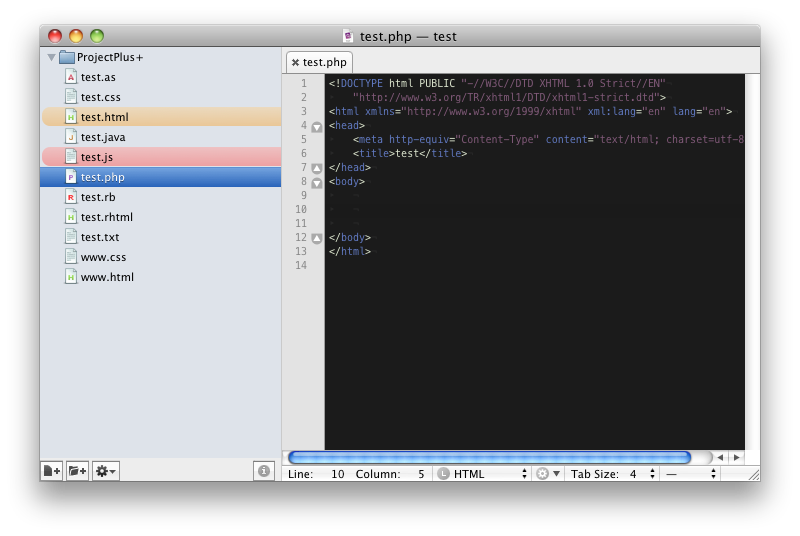 test.php — test
ProjectPlus+
test.as
test.css
test.html
test.java
test.js
test.php
test.rb
test.rhtml
test.txt
www.css
www.html
test.php
1 <!DOCTYPE html PUBLIC "-//W3C//DTD XHTML 1.0 Strict//EN"
2 "http://www.w3.org/TR/xhtml1/DTD/xhtml1-strict.dtd">
3 <html xmlns="http://www.w3.org/1999/xhtml" xml:lang="en" lang="en">
4 <head>
5 <meta http-equiv="Content-Type" content="text/html; charset=utf-8
6 <title>test</title>
7 </head>
8 <body>
9
10
11
12 </body>
13 </html>
14
Line: 10 Column: 5 L HTML Tab Size: 4 —